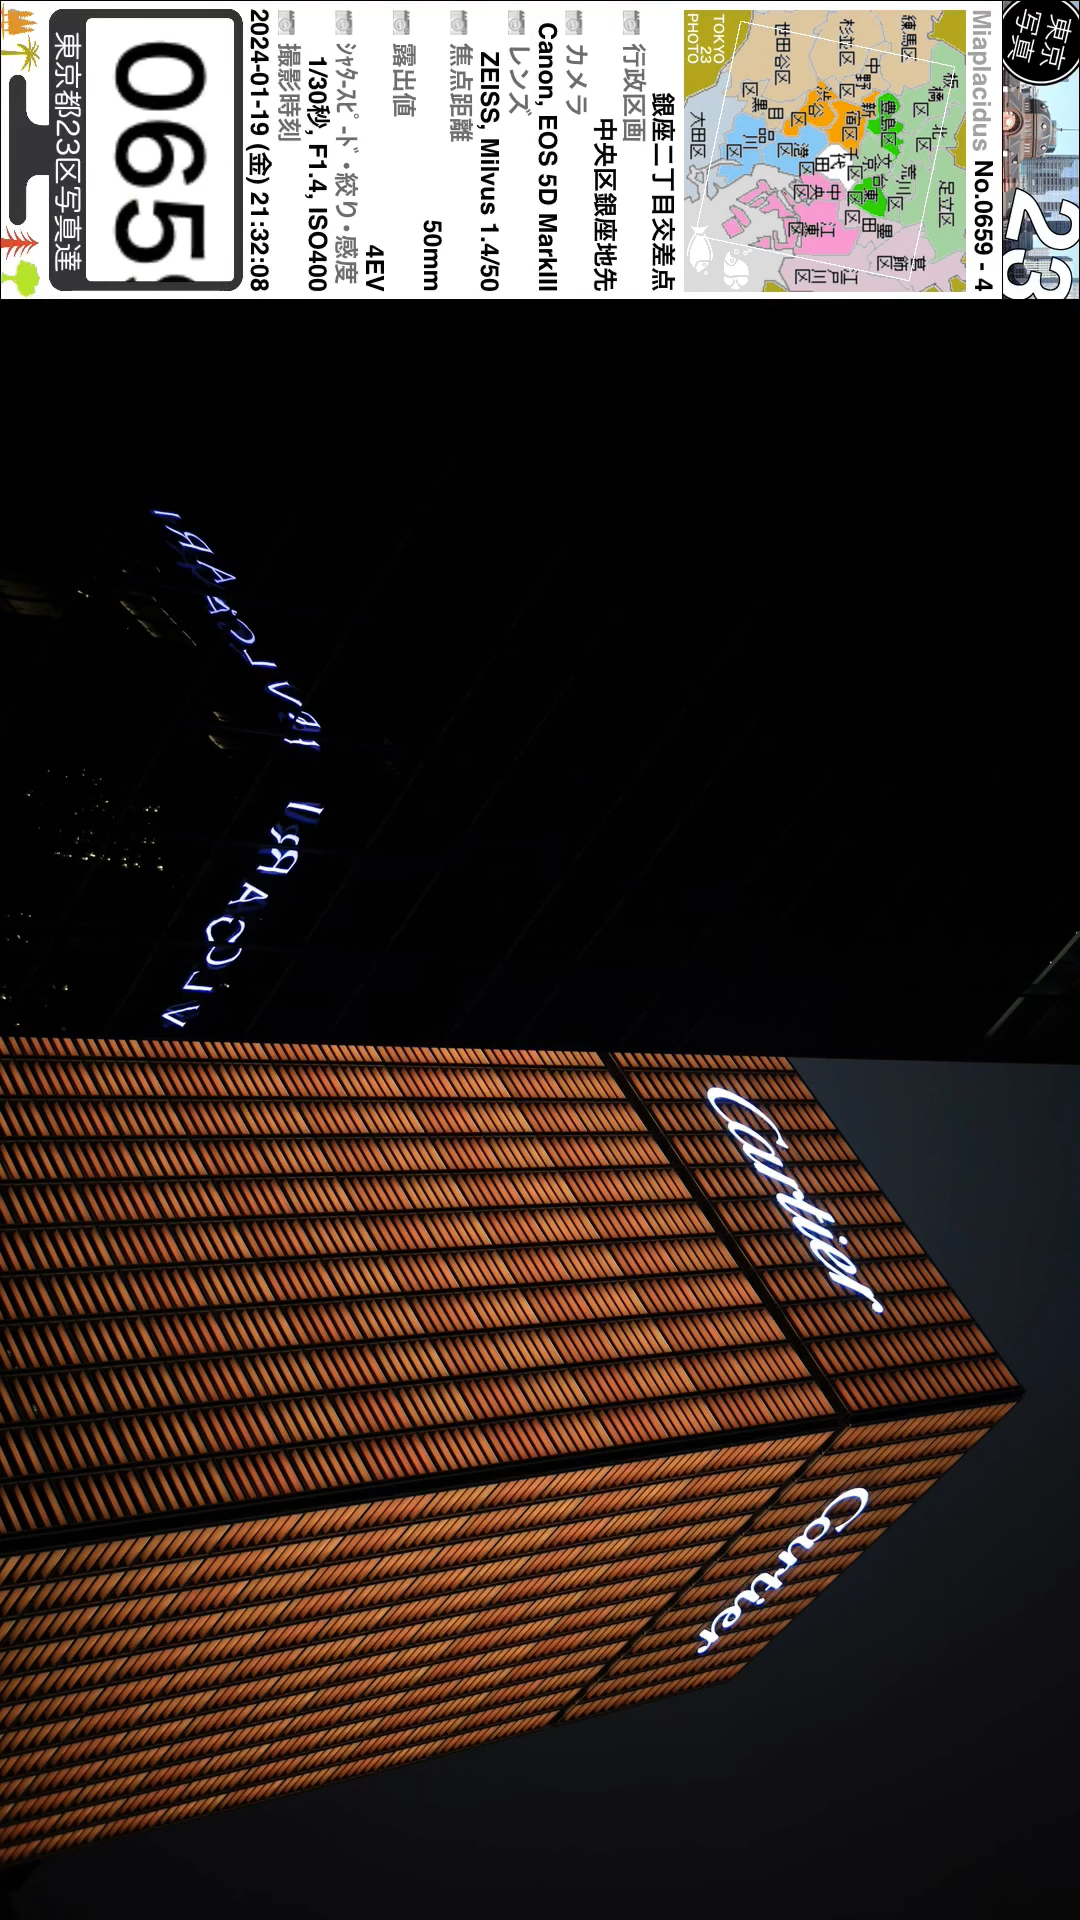 東京写真
23
Miaplacidus No.0659 - 4
練馬区
板橋区
北区
足立区
葛飾区
杉並区
中野区
豊島区
文京区
荒川区
台東区
墨田区
新宿区
千代田区
渋谷区
世田谷区
目黒区
港区
中央区
江東区
江戸川区
品川区
大田区
TOKYO
23
PHOTO
銀座二丁目交差点
行政区画
中央区銀座地先
カメラ
Canon, EOS 5D MarkIII
レンズ
ZEISS, Milvus 1.4/50
焦点距離
50mm
露出値
4EV
ｼｬﾀｰｽﾋﾟｰﾄﾞ・絞り・感度
1/30秒, F1.4, ISO400
撮影時刻
2024-01-19 (金) 21:32:08
0659
東京都23区写真達
Cartier
Cartier